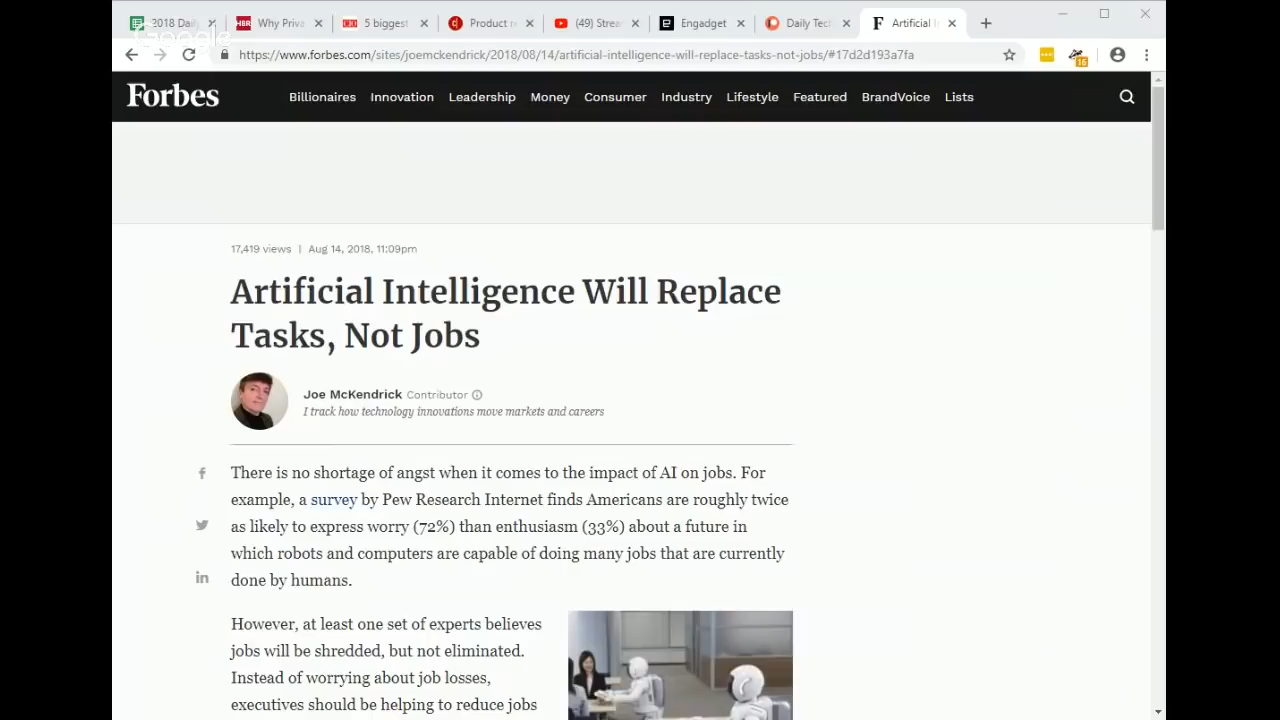 2018 Daily
HBR
Why Priva
5 biggest
Product r
(49) Strea
Engadget
Daily Tec
F
Artificial I
Google
https://www.forbes.com/sites/joemckendrick/2018/08/14/artificial-intelligence-will-replace-tasks-not-jobs/#17d2d193a7fa
16
Forbes
Billionaires Innovation Leadership Money Consumer Industry Lifestyle Featured BrandVoice Lists
17,419 views | Aug 14, 2018, 11:09pm
Artificial Intelligence Will Replace
Tasks, Not Jobs
Joe McKendrick Contributor
I track how technology innovations move markets and careers
There is no shortage of angst when it comes to the impact of AI on jobs. For
example, a survey by Pew Research Internet finds Americans are roughly twice
as likely to express worry (72%) than enthusiasm (33%) about a future in
which robots and computers are capable of doing many jobs that are currently
done by humans.
However, at least one set of experts believes
jobs will be shredded, but not eliminated.
Instead of worrying about job losses,
executives should be helping to reduce jobs